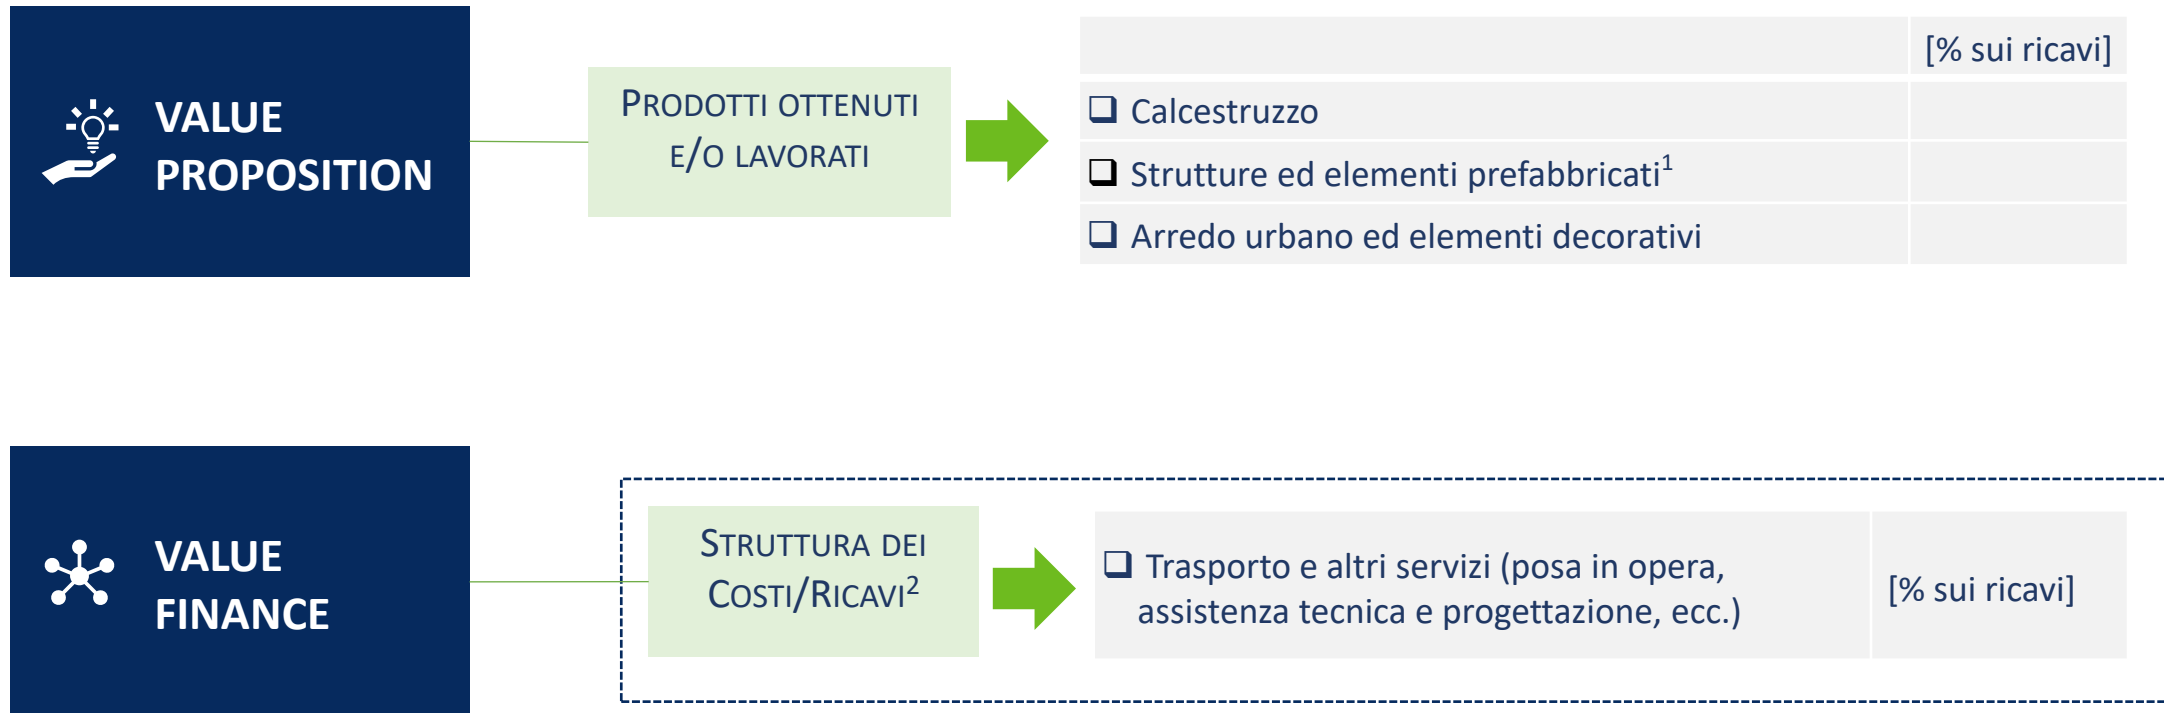 VALUE
PROPOSITION
PRODOTTI OTTENUTI
E/O LAVORATI
[% sui ricavi]
❑ Calcestruzzo
❑ Strutture ed elementi prefabbricati¹
❑ Arredo urbano ed elementi decorativi
VALUE
FINANCE
STRUTTURA DEI
COSTI/RICAVI²
❑ Trasporto e altri servizi (posa in opera,
assistenza tecnica e progettazione, ecc.)
[% sui ricavi]